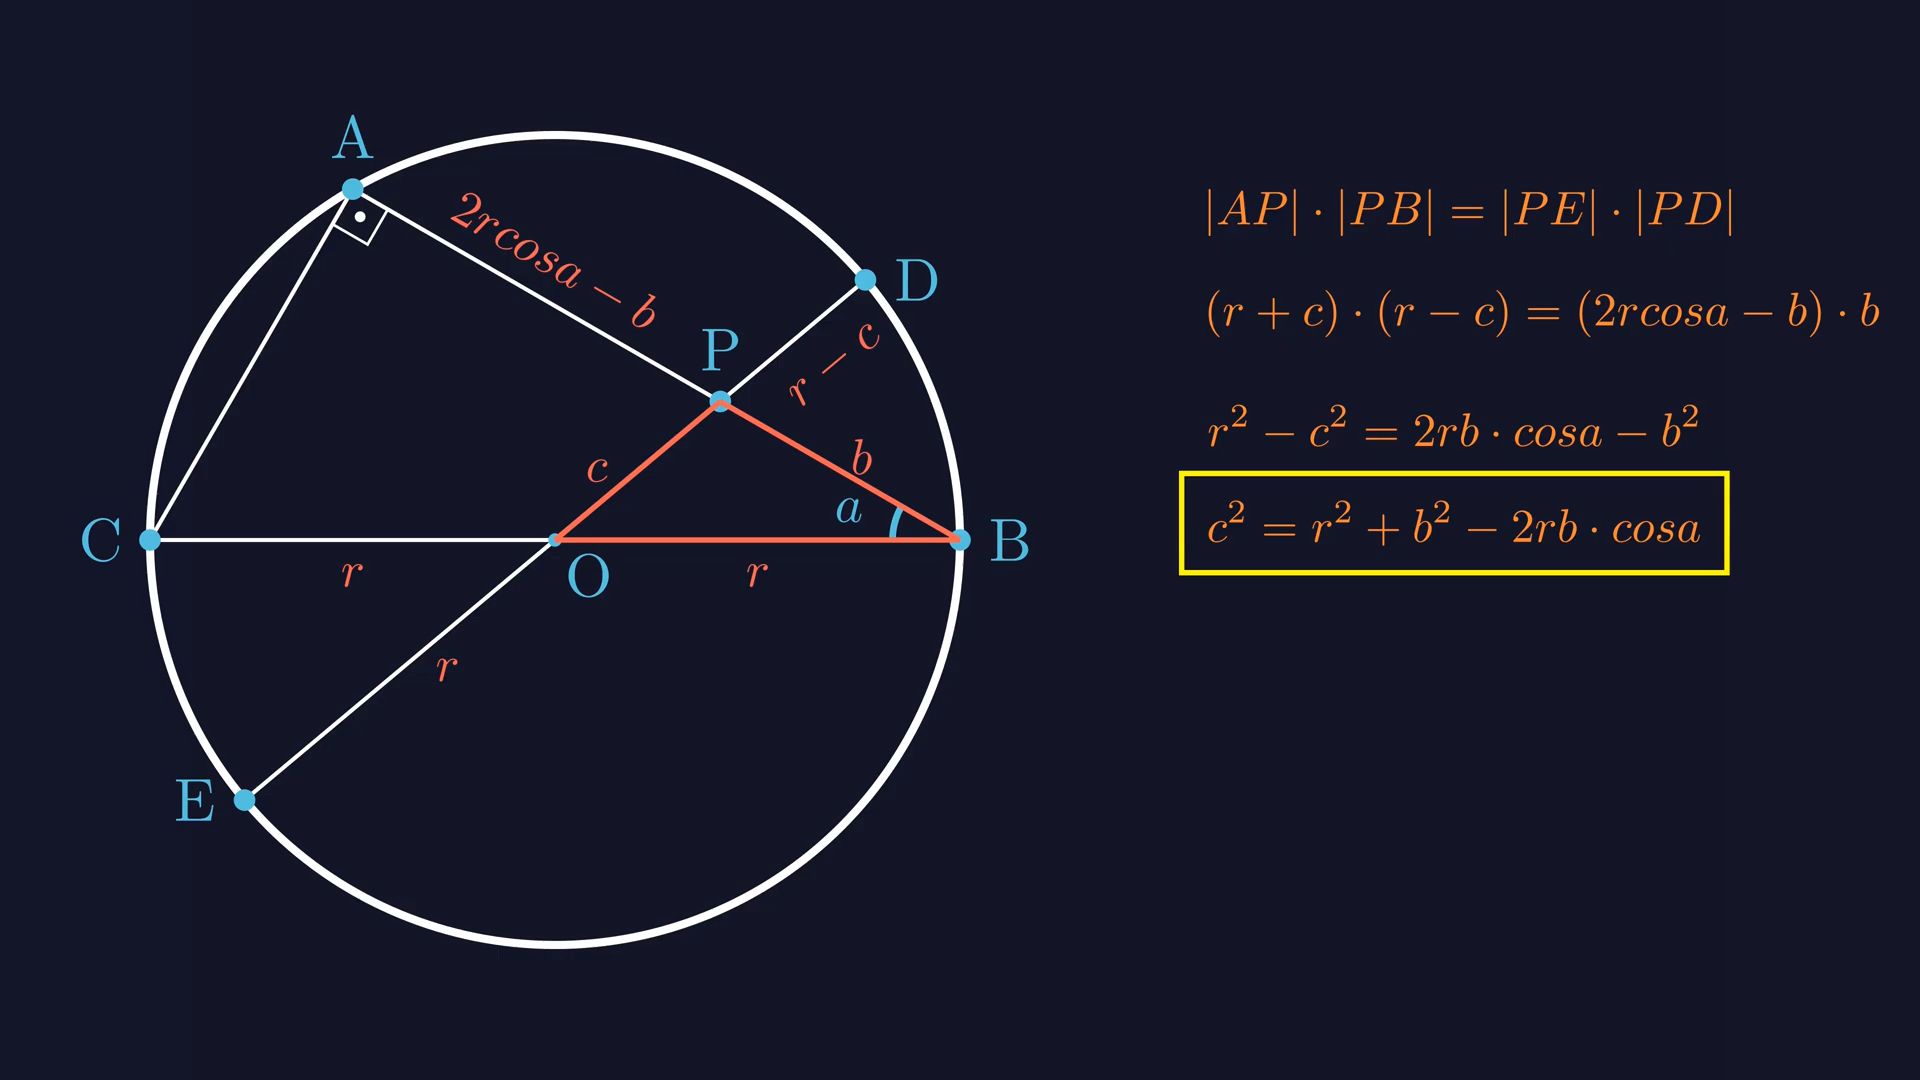 A
2rcosa − b
D
P
r − c
b
c
a
C
O
B
r
r
r
E
|AP| · |PB| = |PE| · |PD|
(r + c) · (r − c) = (2rcosa − b) · b
r² − c² = 2rb · cosa − b²
c² = r² + b² − 2rb · cosa